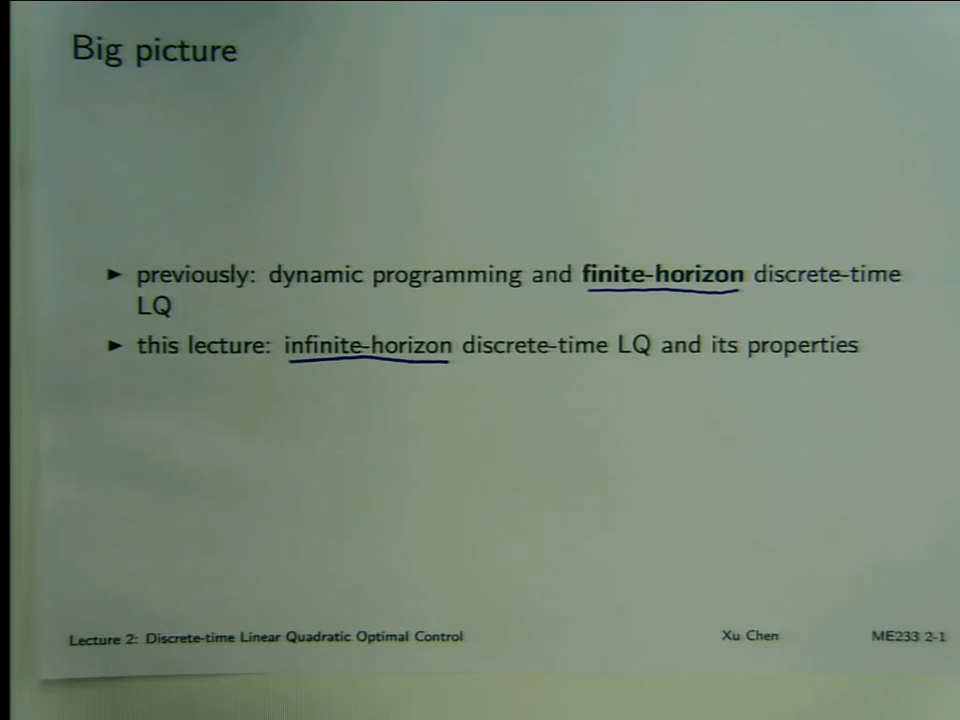 Big picture
► previously: dynamic programming and finite-horizon discrete-time
LQ
► this lecture: infinite-horizon discrete-time LQ and its properties
Lecture 2: Discrete-time Linear Quadratic Optimal Control Xu Chen ME233 2-1